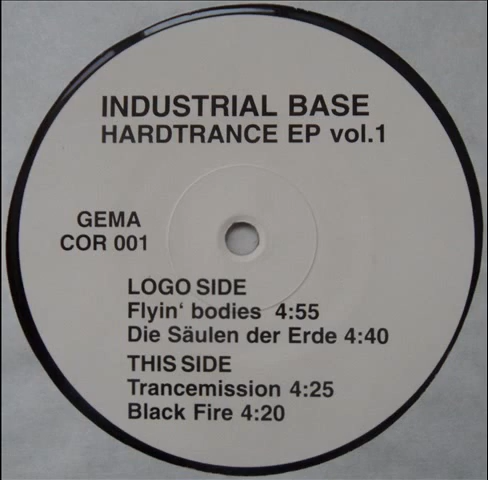 INDUSTRIAL BASE
HARDTRANCE EP vol.1
GEMA
COR 001
LOGO SIDE
Flyin‘ bodies 4:55
Die Säulen der Erde 4:40
THIS SIDE
Trancemission 4:25
Black Fire 4:20